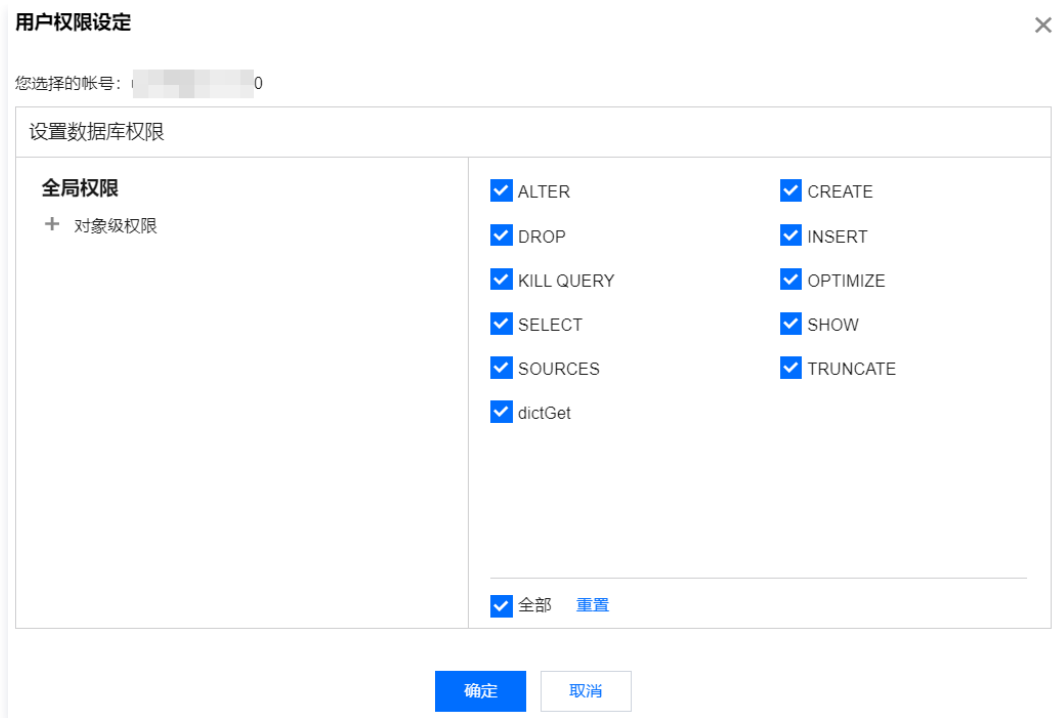 用户权限设定
您选择的帐号： 0
设置数据库权限
全局权限
对象级权限
ALTER CREATE
DROP INSERT
KILL QUERY OPTIMIZE
SELECT SHOW
SOURCES TRUNCATE
dictGet
全部 重置
确定 取消